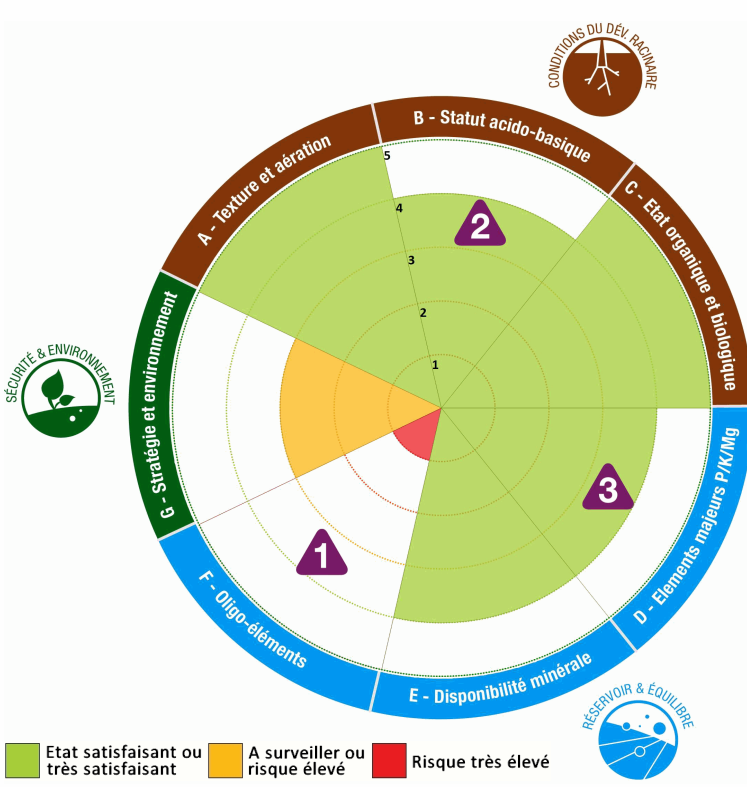 CONDITIONS DU DÉV. RACINAIRE
B - Statut acido-basique
A - Texture et aération
C - Etat organique et biologique
5
4
3
2
1
2
SÉCURITÉ & ENVIRONNEMENT
G - Stratégie et environnement
3
D - Elements majeurs P/K/Mg
1
F - Oligo-éléments
E - Disponibilité minérale
RÉSERVOIR & ÉQUILIBRE
Etat satisfaisant ou
très satisfaisant
A surveiller ou
risque élevé
Risque très élevé